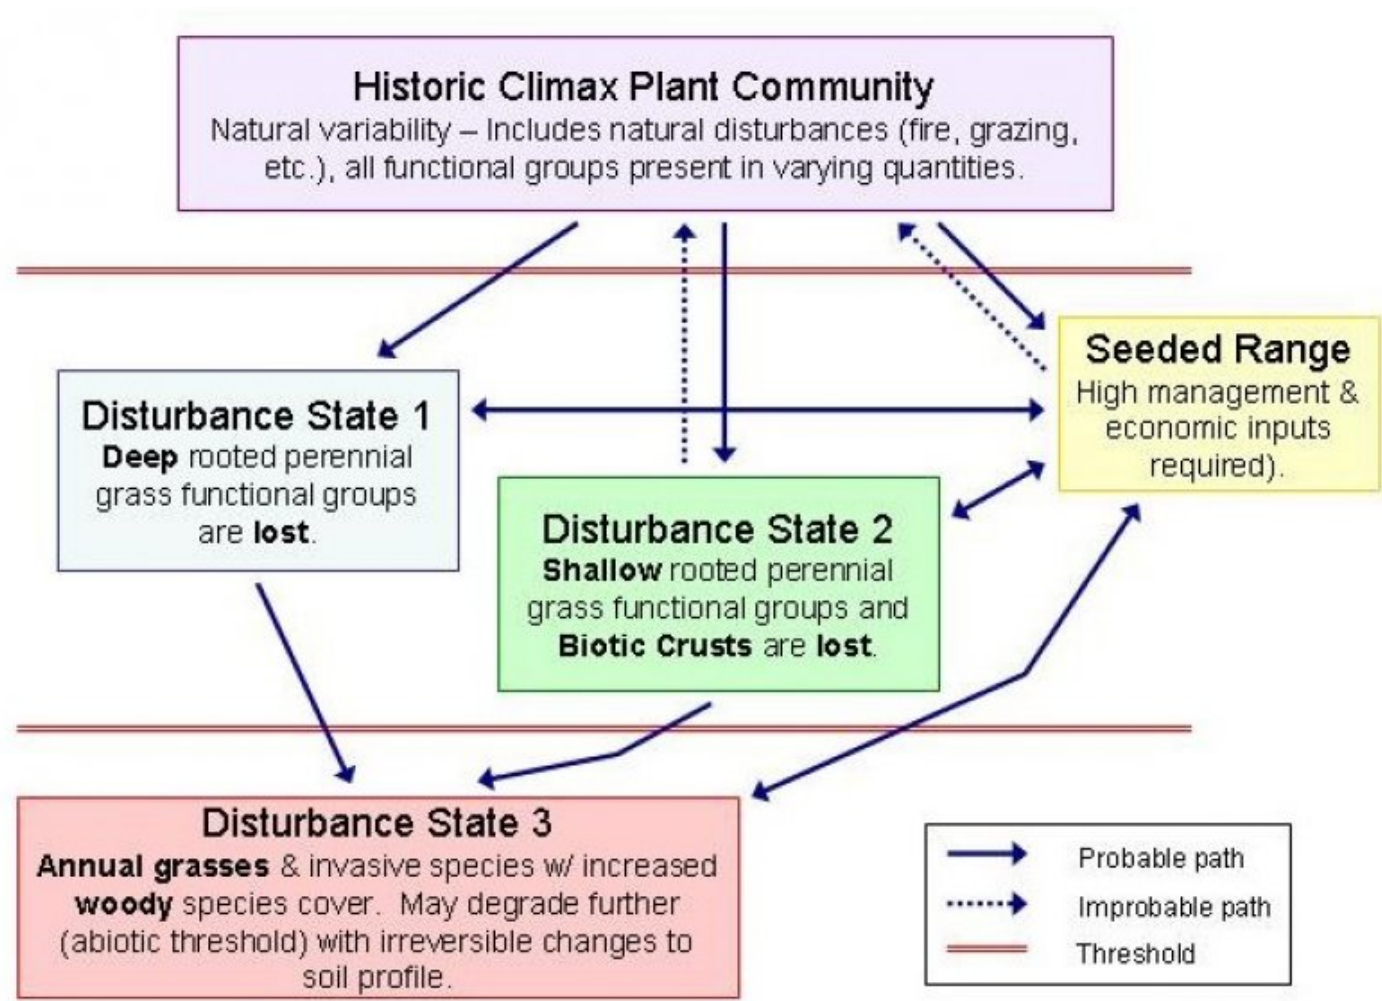 Historic Climax Plant Community
Natural variability – Includes natural disturbances (fire, grazing,
etc.), all functional groups present in varying quantities.
Seeded Range
High management &
economic inputs
required).
Disturbance State 1
Deep rooted perennial
grass functional groups
are lost.
Disturbance State 2
Shallow rooted perennial
grass functional groups and
Biotic Crusts are lost.
Disturbance State 3
Annual grasses & invasive species w/ increased
woody species cover. May degrade further
(abiotic threshold) with irreversible changes to
soil profile.
Probable path
Improbable path
Threshold